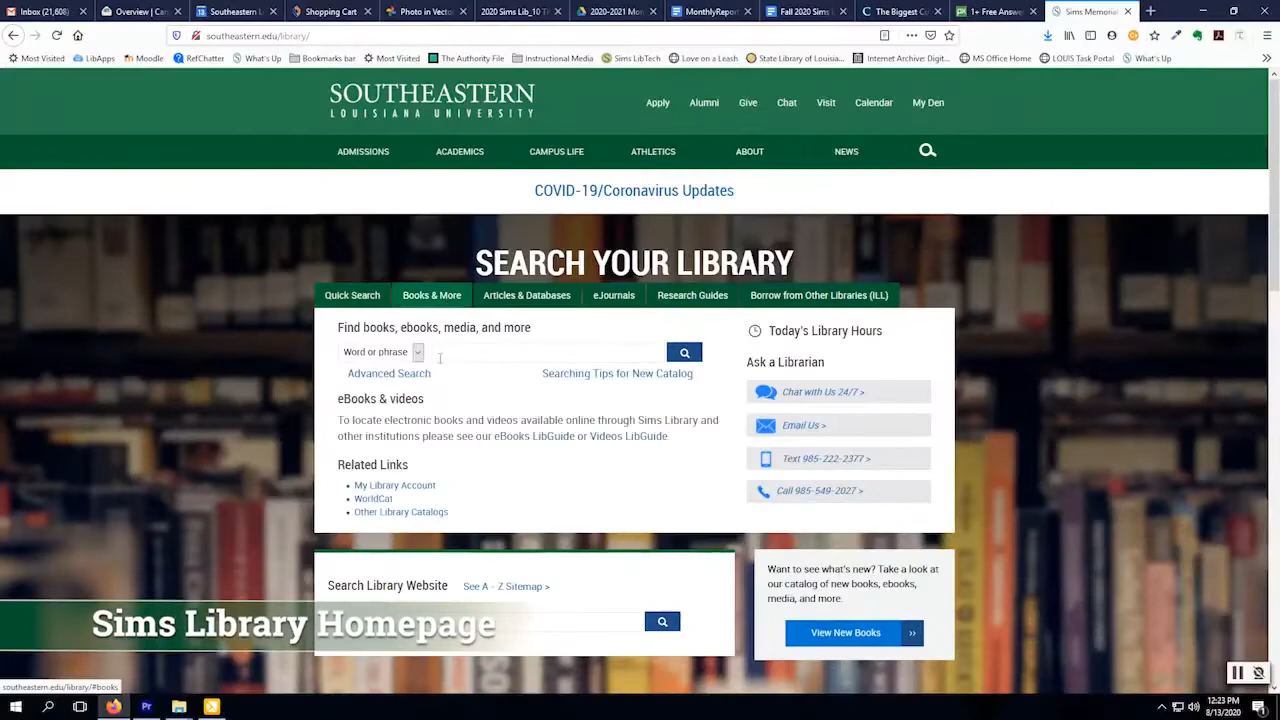 Inbox (21,608)
Overview | Can
Southeastern L
Shopping Cart
Photo in Vecto
2020 Sims Lib_10 T
2020-2021 Mo
MonthlyReport
Fall 2020 Sims L
The Biggest Co
1+ Free Answe
Sims Memorial
southeastern.edu/library/
Most Visited
LibApps
Moodle
RefChatter
What's Up
Bookmarks bar
Most Visited
The Authority File
Instructional Media
Sims LibTech
Love on a Leash
State Library of Louisia...
Internet Archive: Digit...
MS Office Home
LOUIS Task Portal
What's Up
SOUTHEASTERN
LOUISIANA UNIVERSITY
Apply Alumni Give Chat Visit Calendar My Den
ADMISSIONS ACADEMICS CAMPUS LIFE ATHLETICS ABOUT NEWS
COVID-19/Coronavirus Updates
SEARCH YOUR LIBRARY
Quick Search Books & More Articles & Databases eJournals Research Guides Borrow from Other Libraries (ILL)
Find books, ebooks, media, and more
Word or phrase
Advanced Search Searching Tips for New Catalog
eBooks & videos
To locate electronic books and videos available online through Sims Library and
other institutions please see our eBooks LibGuide or Videos LibGuide.
Related Links
My Library Account
WorldCat
Other Library Catalogs
Today's Library Hours
Ask a Librarian
Chat with Us 24/7 >
Email Us >
Text 985-222-2377 >
Call 985-549-2027 >
Search Library Website See A - Z Sitemap >
Want to see what's new? Take a look at
our catalog of new books, ebooks,
media, and more.
View New Books
Sims Library Homepage
southeastern.edu/library/#books
12:23 PM
8/13/2020